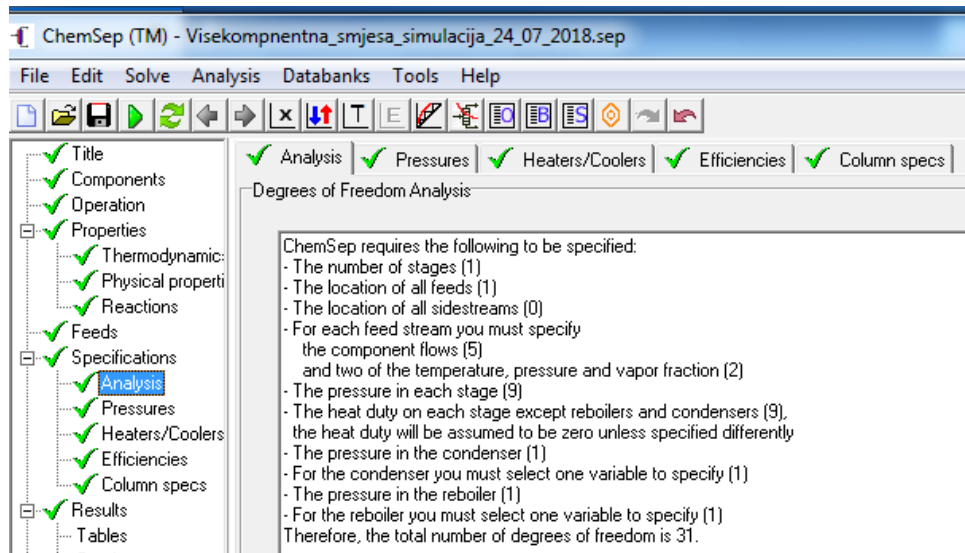 ChemSep (TM) - Visekompnentna_smjesa_simulacija_24_07_2018.sep
File Edit Solve Analysis Databanks Tools Help
Title
Components
Operation
Properties
Thermodynamic:
Physical properti
Reactions
Feeds
Specifications
Analysis
Pressures
Heaters/Coolers
Efficiencies
Column specs
Results
Tables
Analysis Pressures Heaters/Coolers Efficiencies Column specs
Degrees of Freedom Analysis
ChemSep requires the following to be specified:
- The number of stages (1)
- The location of all feeds (1)
- The location of all sidestreams (0)
- For each feed stream you must specify
the component flows (5)
and two of the temperature, pressure and vapor fraction (2)
- The pressure in each stage (9)
- The heat duty on each stage except reboilers and condensers (9),
the heat duty will be assumed to be zero unless specified differently
- The pressure in the condenser (1)
- For the condenser you must select one variable to specify (1)
- The pressure in the reboiler (1)
- For the reboiler you must select one variable to specify (1)
Therefore, the total number of degrees of freedom is 31.